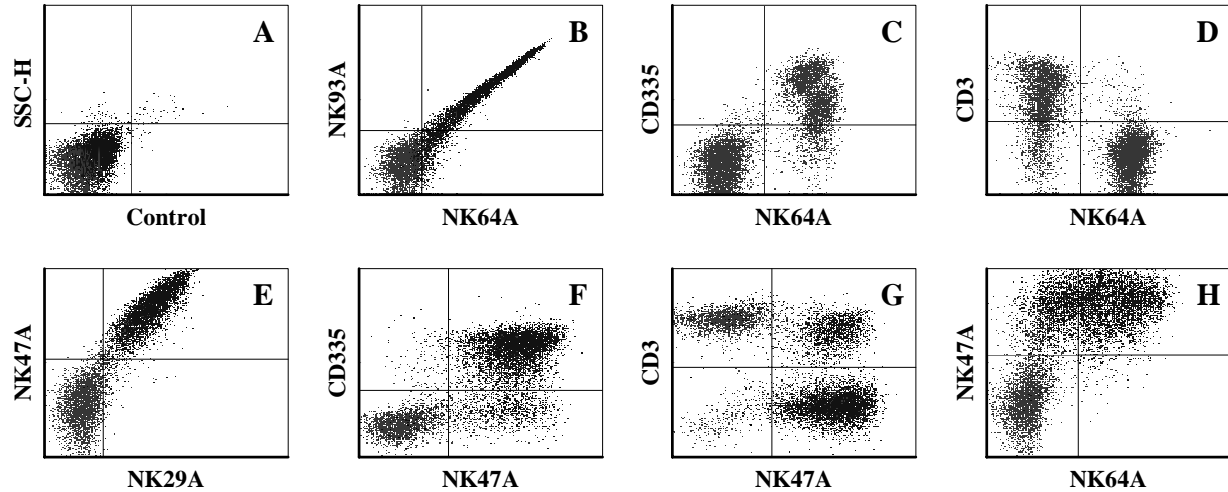 A
SSC-H
Control
B
NK93A
NK64A
C
CD335
NK64A
D
CD3
NK64A
E
NK47A
NK29A
F
CD335
NK47A
G
CD3
NK47A
H
NK47A
NK64A